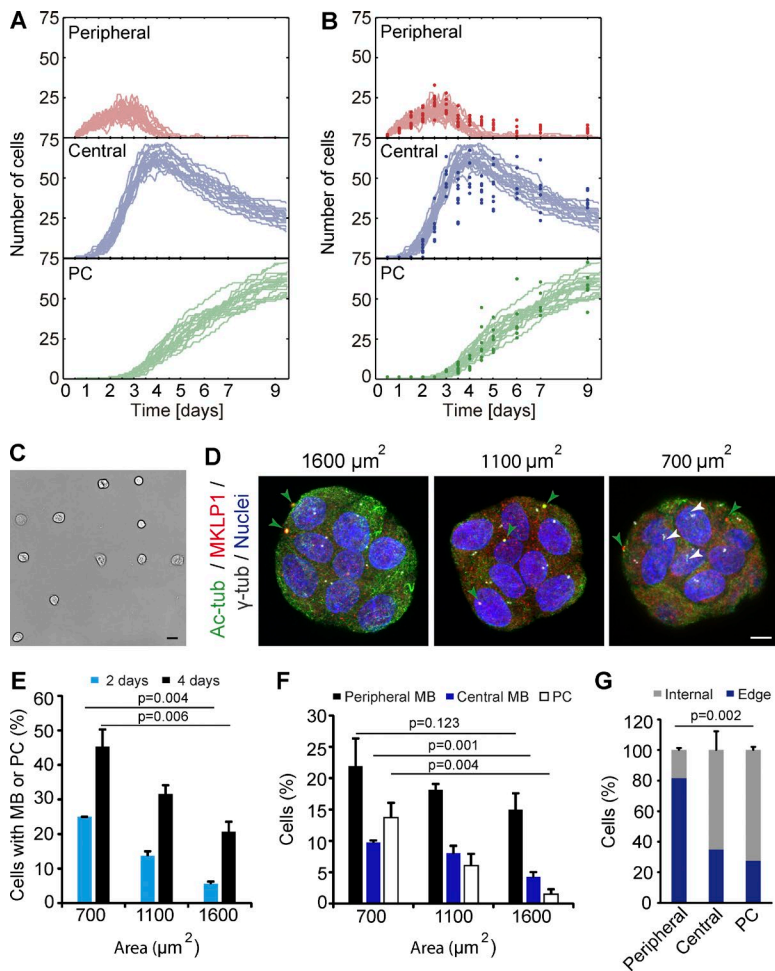 A
B
75
Peripheral
50
25
75
Central
50
25
75
PC
50
25
0
0 1 2 3 4 5 6 7 9
Time [days]
Number of cells
75
Peripheral
50
25
75
Central
50
25
75
PC
50
25
0
0 1 2 3 4 5 6 7 9
Time [days]
Number of cells
C
D
1600 µm²
1100 µm²
700 µm²
Ac-tub / MKLP1 /
γ-tub / Nuclei
E
2 days 4 days
p=0.004
p=0.006
60
50
40
30
20
10
0
Cells with MB or PC (%)
700 1100 1600
Area (µm²)
F
Peripheral MB Central MB PC
p=0.123
p=0.001
p=0.004
30
25
20
15
10
5
0
Cells (%)
700 1100 1600
Area (µm²)
G
Internal Edge
p=0.002
120
100
80
60
40
20
0
Cells (%)
Peripheral
Central
PC